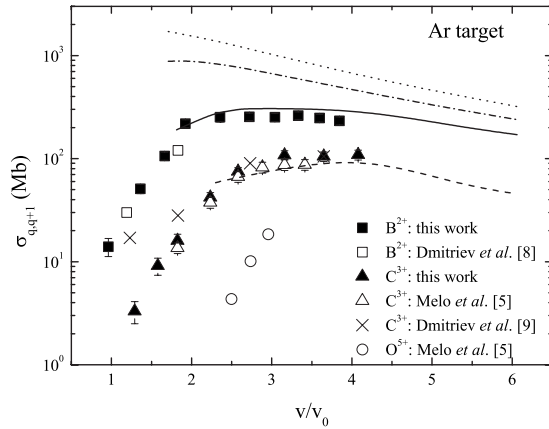 Ar target
10³
10²
10¹
10⁰
σq,q+1 (Mb)
B²⁺: this work
B²⁺: Dmitriev et al. [8]
C³⁺: this work
C³⁺: Melo et al. [5]
C³⁺: Dmitriev et al. [9]
O⁵⁺: Melo et al. [5]
1 2 3 4 5 6
v/v₀